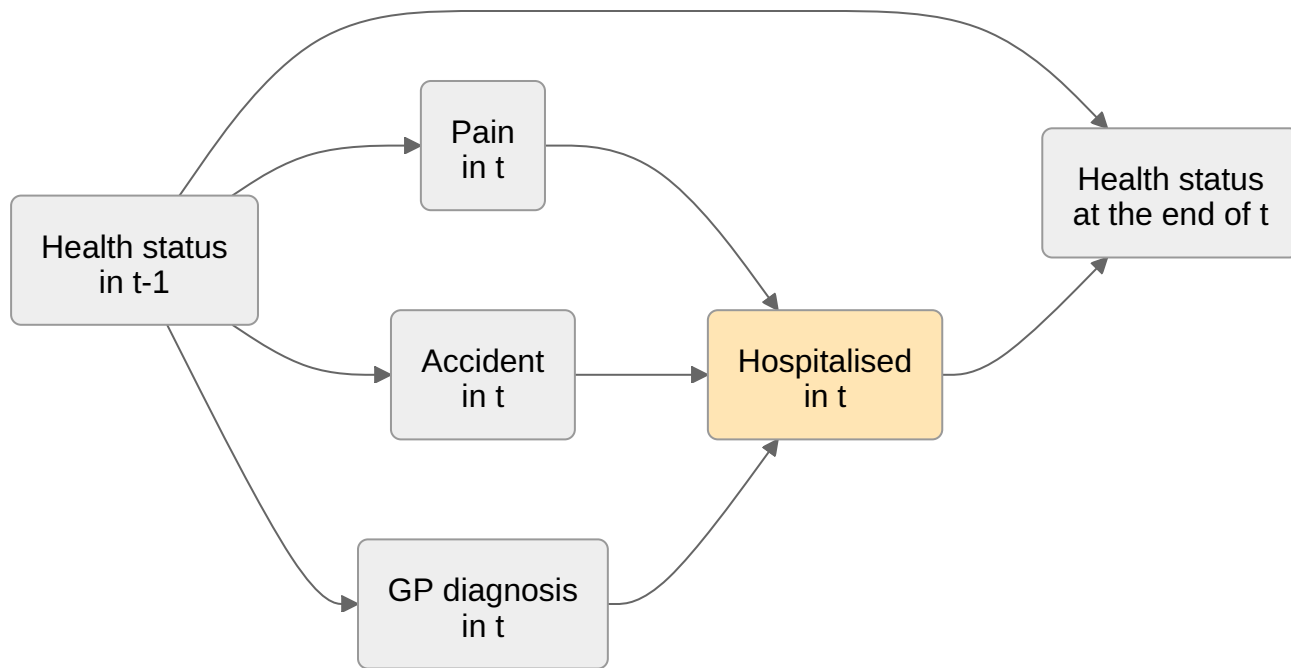 Pain
in t
Health status
at the end of t
Health status
in t-1
Accident
in t
Hospitalised
in t
GP diagnosis
in t